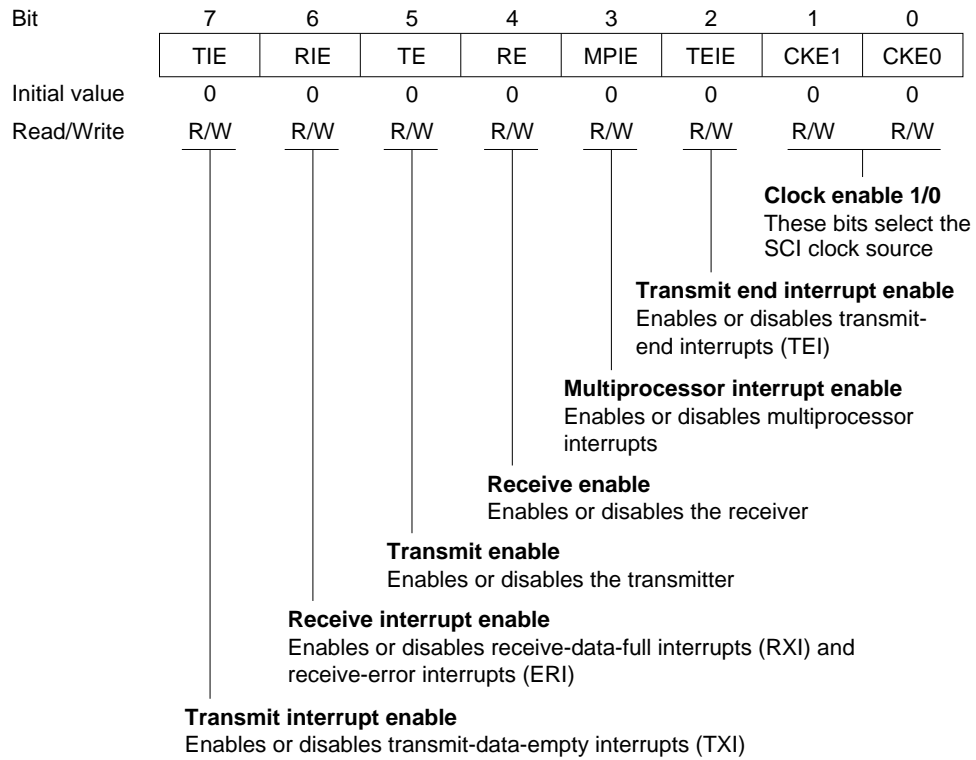 Bit 7 6 5 4 3 2 1 0
TIE RIE TE RE MPIE TEIE CKE1 CKE0
Initial value 0 0 0 0 0 0 0 0
Read/Write R/W R/W R/W R/W R/W R/W R/W R/W
Clock enable 1/0
These bits select the
SCI clock source
Transmit end interrupt enable
Enables or disables transmit-
end interrupts (TEI)
Multiprocessor interrupt enable
Enables or disables multiprocessor
interrupts
Receive enable
Enables or disables the receiver
Transmit enable
Enables or disables the transmitter
Receive interrupt enable
Enables or disables receive-data-full interrupts (RXI) and
receive-error interrupts (ERI)
Transmit interrupt enable
Enables or disables transmit-data-empty interrupts (TXI)